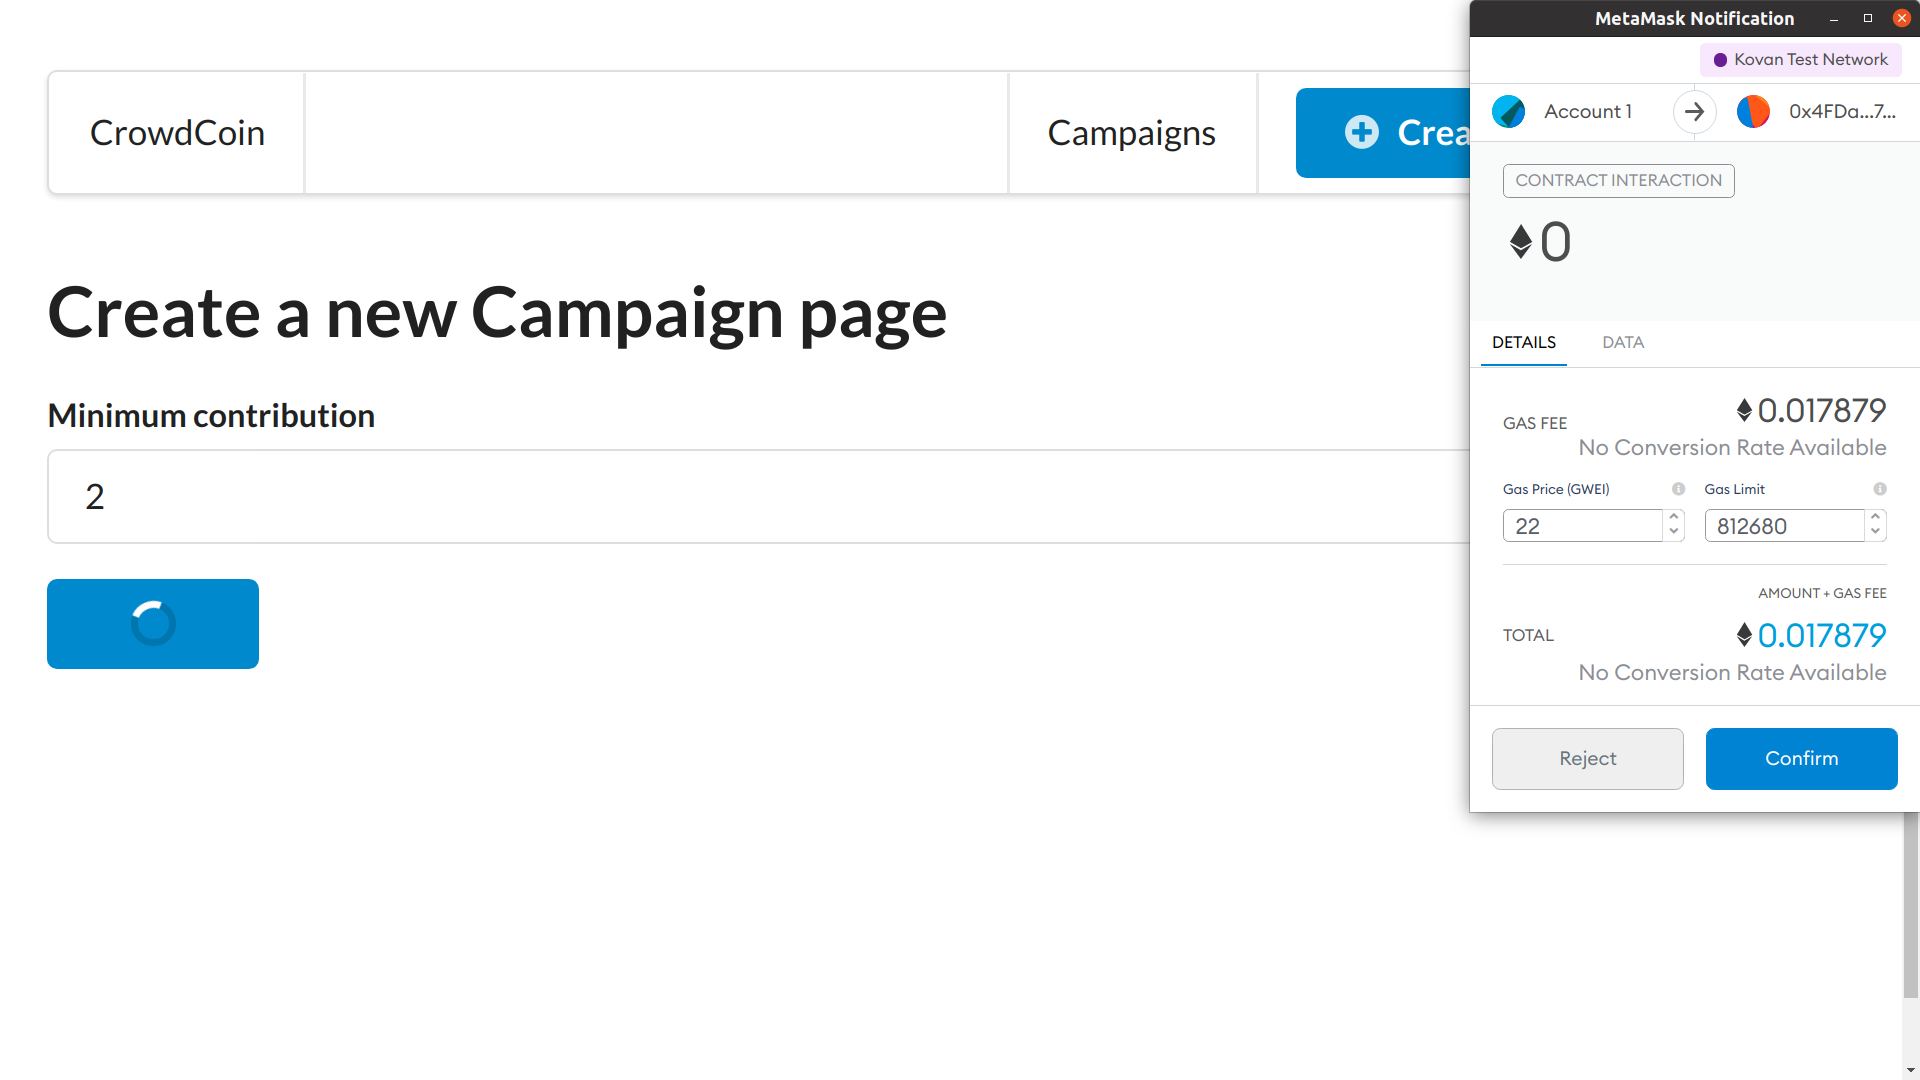 MetaMask Notification
Kovan Test Network
Account 1
0x4FDa...7...
CrowdCoin
Campaigns
Crea
CONTRACT INTERACTION
0
Create a new Campaign page
DETAILS
DATA
Minimum contribution
2
GAS FEE
0.017879
No Conversion Rate Available
Gas Price (GWEI)
Gas Limit
22
812680
AMOUNT + GAS FEE
TOTAL
0.017879
No Conversion Rate Available
Reject
Confirm